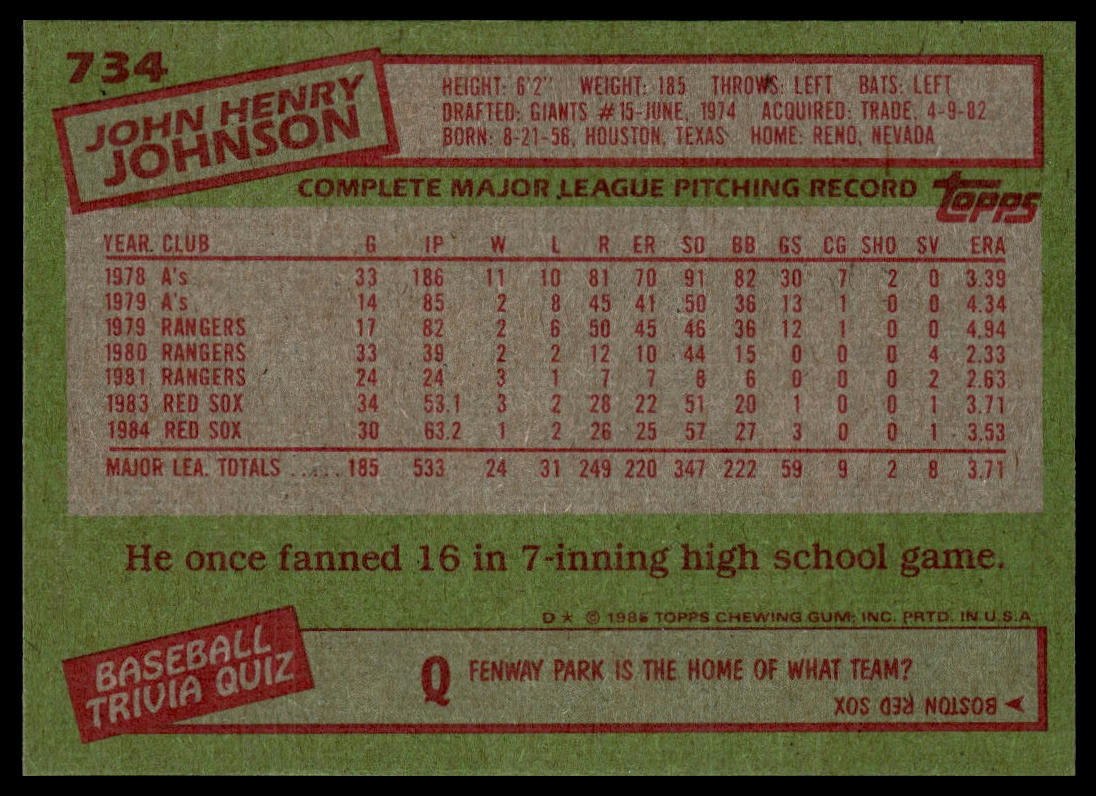 734
JOHN HENRY
JOHNSON
HEIGHT: 6'2" WEIGHT: 185 THROWS: LEFT BATS: LEFT
DRAFTED: GIANTS #15-JUNE, 1974 ACQUIRED: TRADE, 4-9-82
BORN: 8-21-56, HOUSTON, TEXAS HOME: RENO, NEVADA
COMPLETE MAJOR LEAGUE PITCHING RECORD
topps
YEAR CLUB G IP W L R ER SO BB GS CG SHO SV ERA
1978 A's 33 186 11 10 81 70 91 82 30 7 2 0 3.39
1979 A's 14 85 2 8 45 41 50 36 13 1 0 0 4.34
1979 RANGERS 17 82 2 6 50 45 46 36 12 1 0 0 4.94
1980 RANGERS 33 39 2 2 12 10 44 15 0 0 0 4 2.33
1981 RANGERS 24 24 3 1 7 7 8 6 0 0 0 2 2.63
1983 RED SOX 34 53.1 3 2 28 22 51 20 1 0 0 1 3.71
1984 RED SOX 30 63.2 1 2 26 25 57 27 3 0 0 1 3.53
MAJOR LEA. TOTALS ...... 185 533 24 31 249 220 347 222 59 9 2 8 3.71
He once fanned 16 in 7-inning high school game.
D * © 1985 TOPPS CHEWING GUM, INC. PRTD. IN U.S.A.
BASEBALL
TRIVIA QUIZ
Q FENWAY PARK IS THE HOME OF WHAT TEAM?
BOSTON RED SOX